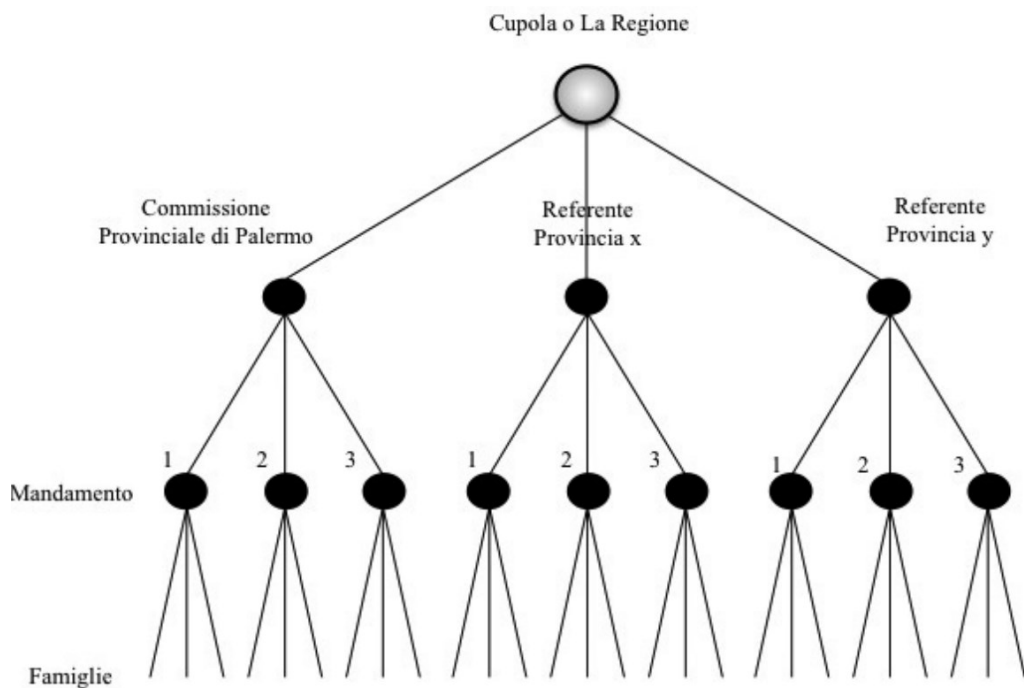 Cupola o La Regione
Commissione
Provinciale di Palermo
Referente
Provincia x
Referente
Provincia y
1
2
3
1
2
3
1
2
3
Mandamento
Famiglie